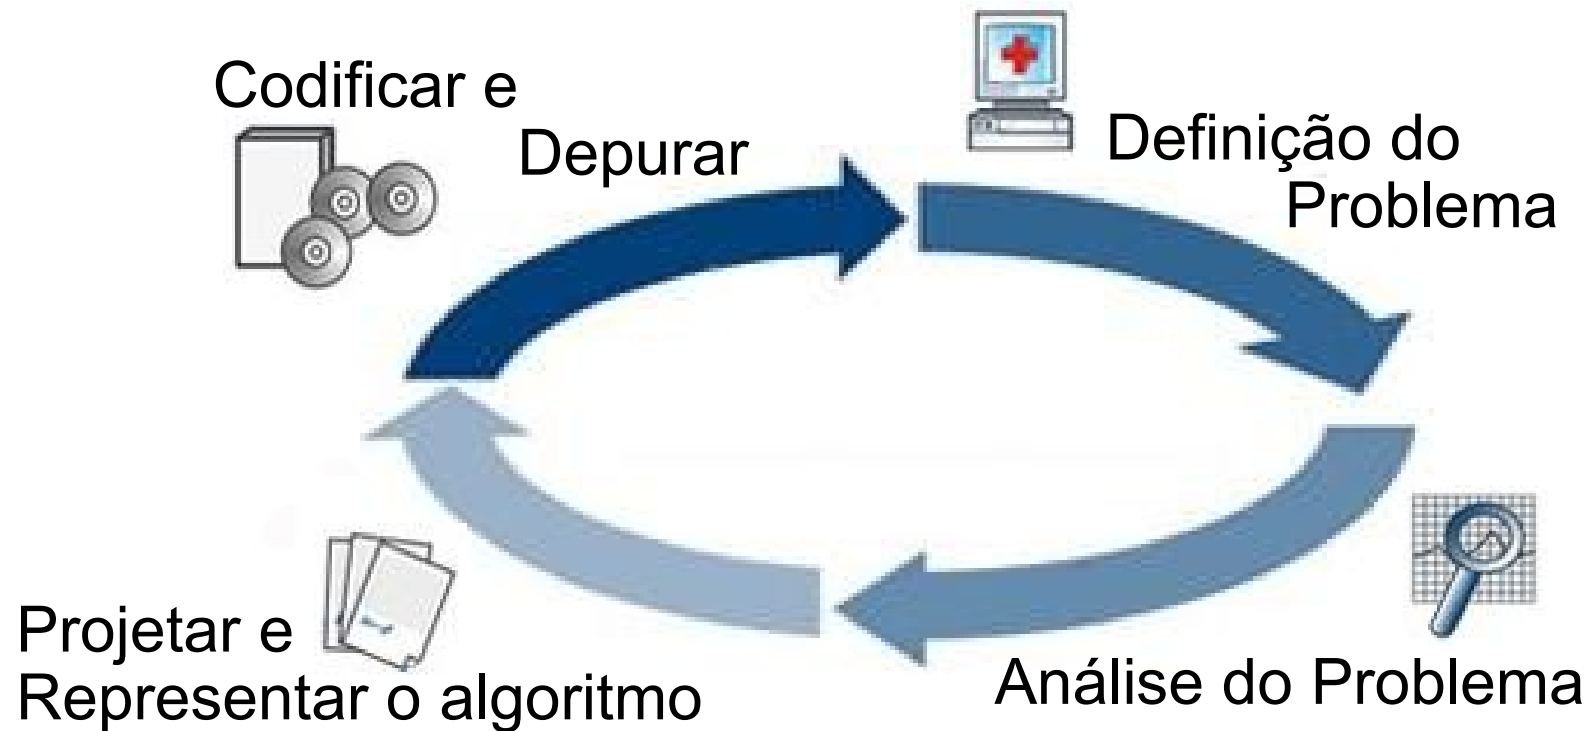 Codificar e
Depurar
Definição do
Problema
Análise do Problema
Projetar e
Representar o algoritmo